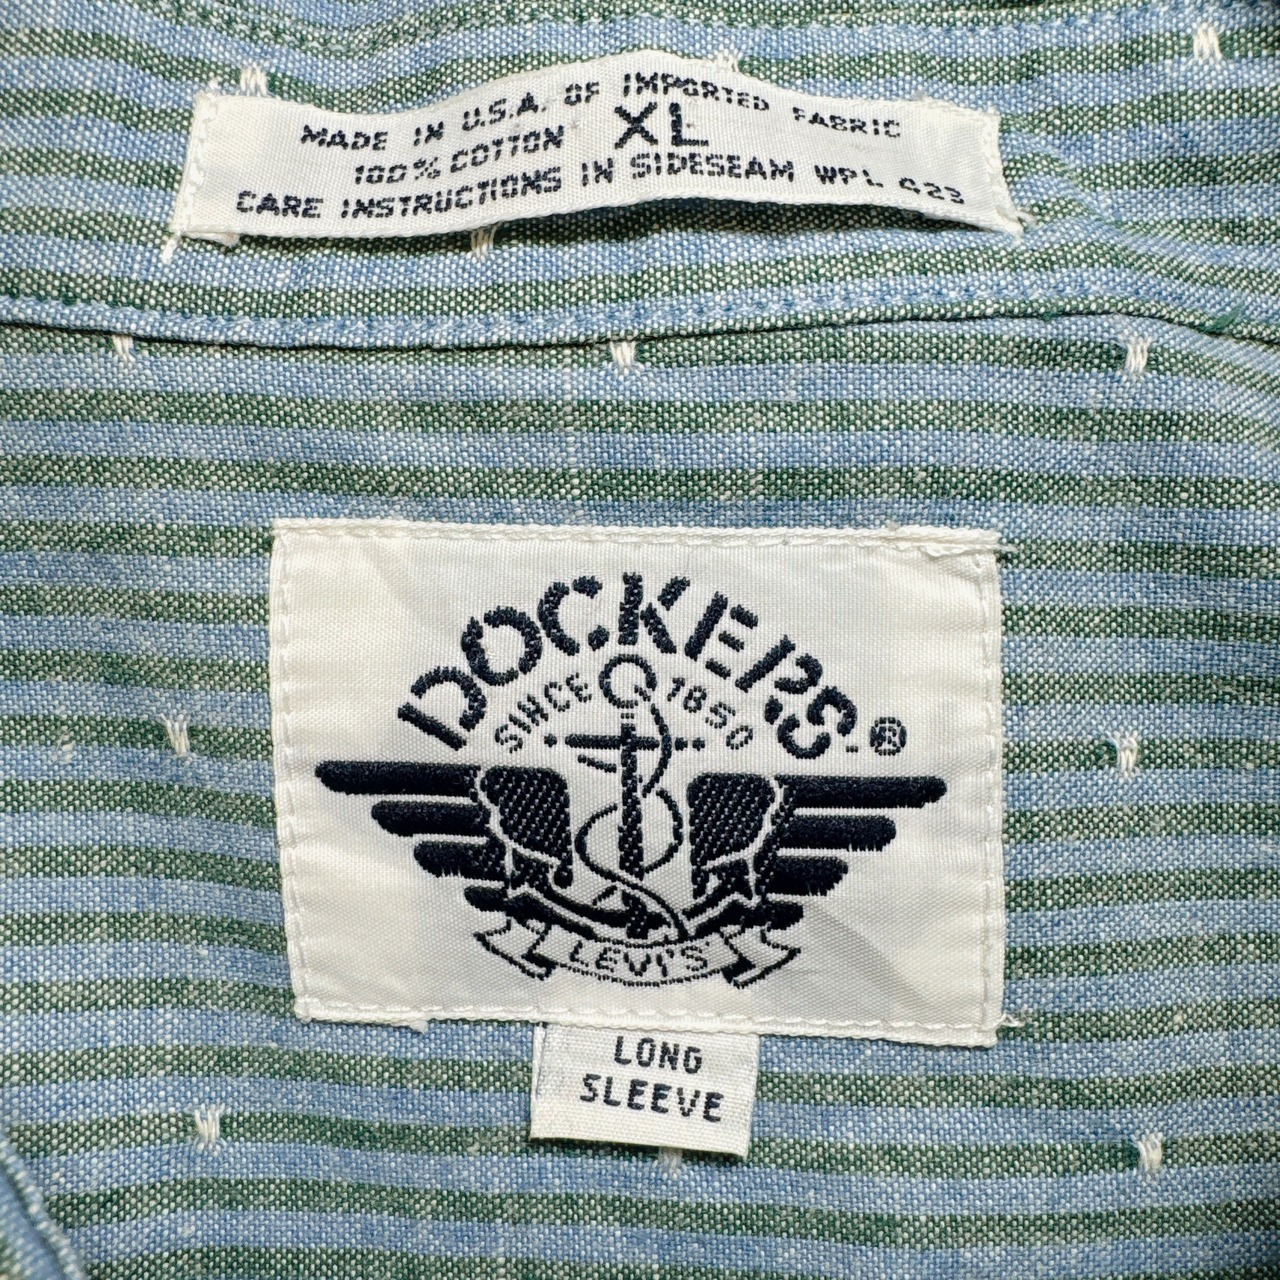 MADE IN U.S.A. OF IMPORTED FABRIC
100% COTTON XL
CARE INSTRUCTIONS IN SIDESEAM WPL 423
DOCKERS®
SINCE 1850
LEVI'S
LONG
SLEEVE